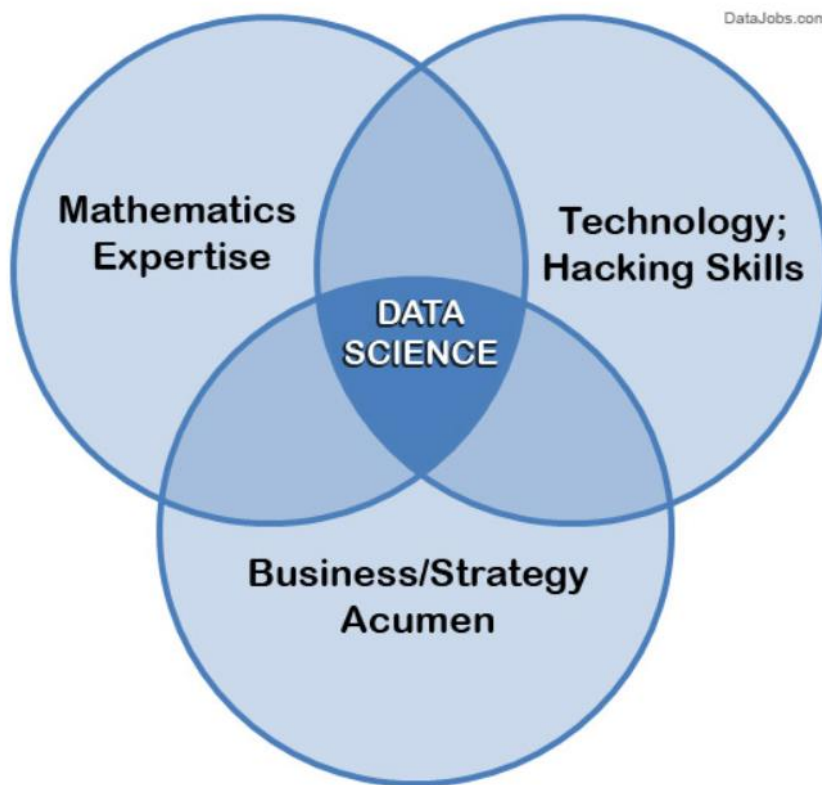 DataJobs.com
Mathematics
Expertise
Technology;
Hacking Skills
DATA
SCIENCE
Business/Strategy
Acumen